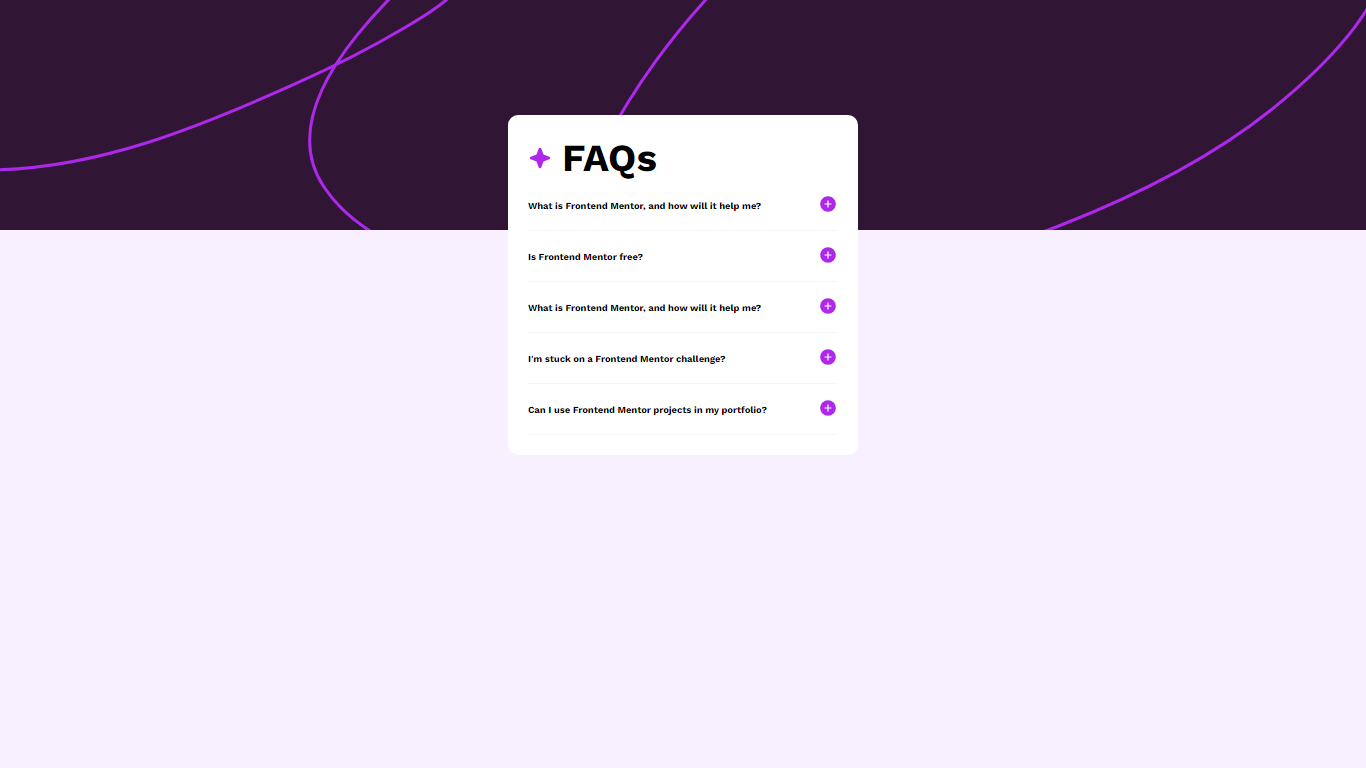 FAQs
What is Frontend Mentor, and how will it help me?
Is Frontend Mentor free?
What is Frontend Mentor, and how will it help me?
I'm stuck on a Frontend Mentor challenge?
Can I use Frontend Mentor projects in my portfolio?